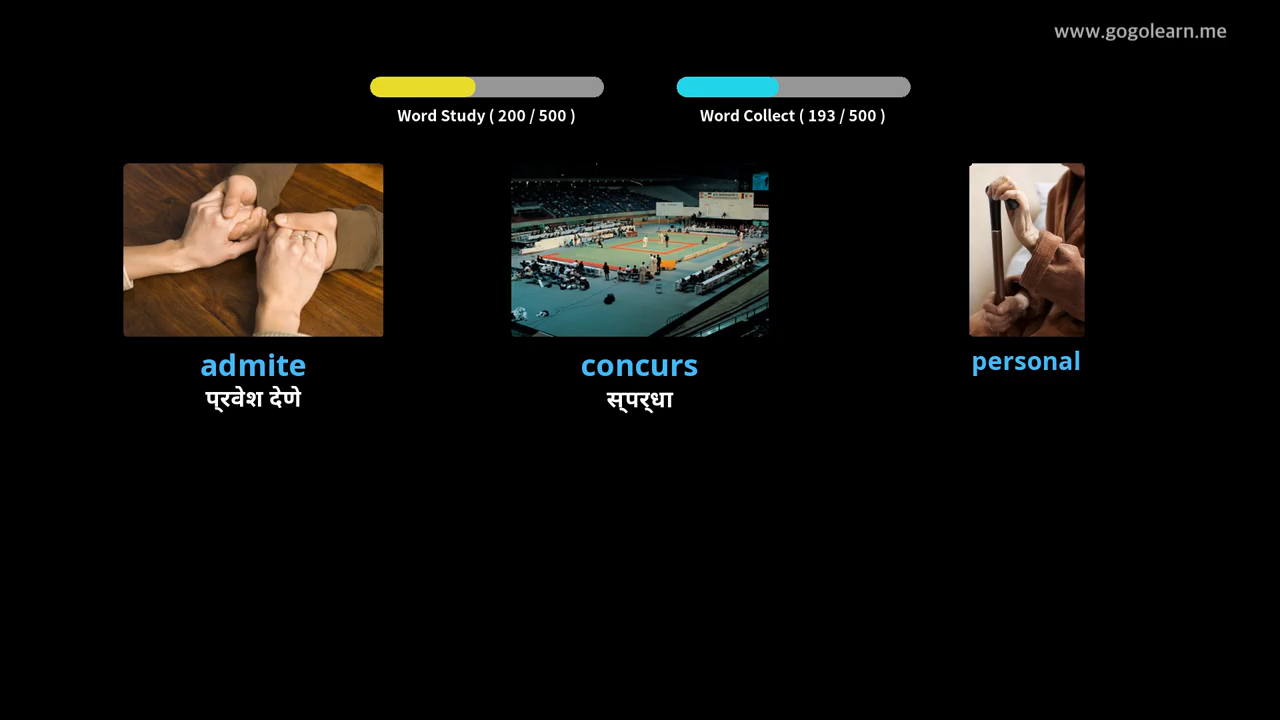 www.gogolearn.me
Word Study ( 200 / 500 )
Word Collect ( 193 / 500 )
admite
प्रवेश देणे
concurs
स्पर्धा
personal